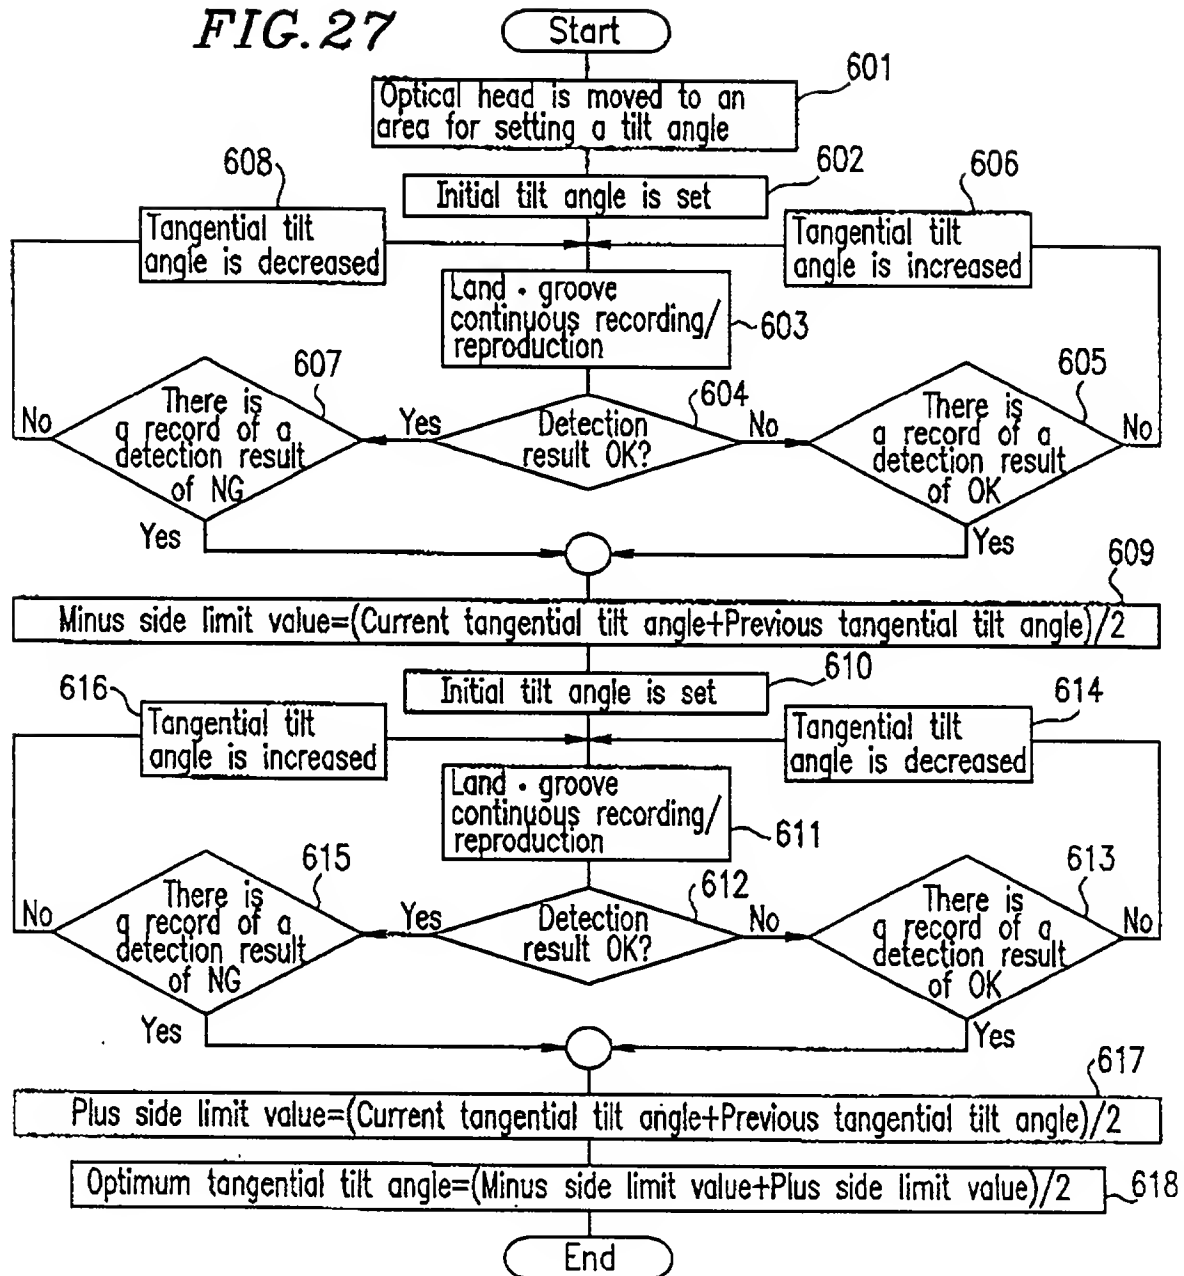 FIG.27
Start
601
Optical head is moved to an
area for setting a tilt angle
602
Initial tilt angle is set
608
Tangential tilt
angle is decreased
606
Tangential tilt
angle is increased
Land・groove
continuous recording/
reproduction
603
607
There is
a record of a
detection result
of NG
No
Yes
604
Detection
result OK?
Yes
No
605
There is
a record of a
detection result
of OK
No
Yes
609
Minus side limit value=(Current tangential tilt angle+Previous tangential tilt angle)/2
610
Initial tilt angle is set
616
Tangential tilt
angle is increased
614
Tangential tilt
angle is decreased
Land・groove
continuous recording/
reproduction
611
615
There is
a record of a
detection result
of NG
No
Yes
612
Detection
result OK?
Yes
No
613
There is
a record of a
detection result
of OK
No
Yes
617
Plus side limit value=(Current tangential tilt angle+Previous tangential tilt angle)/2
Optimum tangential tilt angle=(Minus side limit value+Plus side limit value)/2
618
End